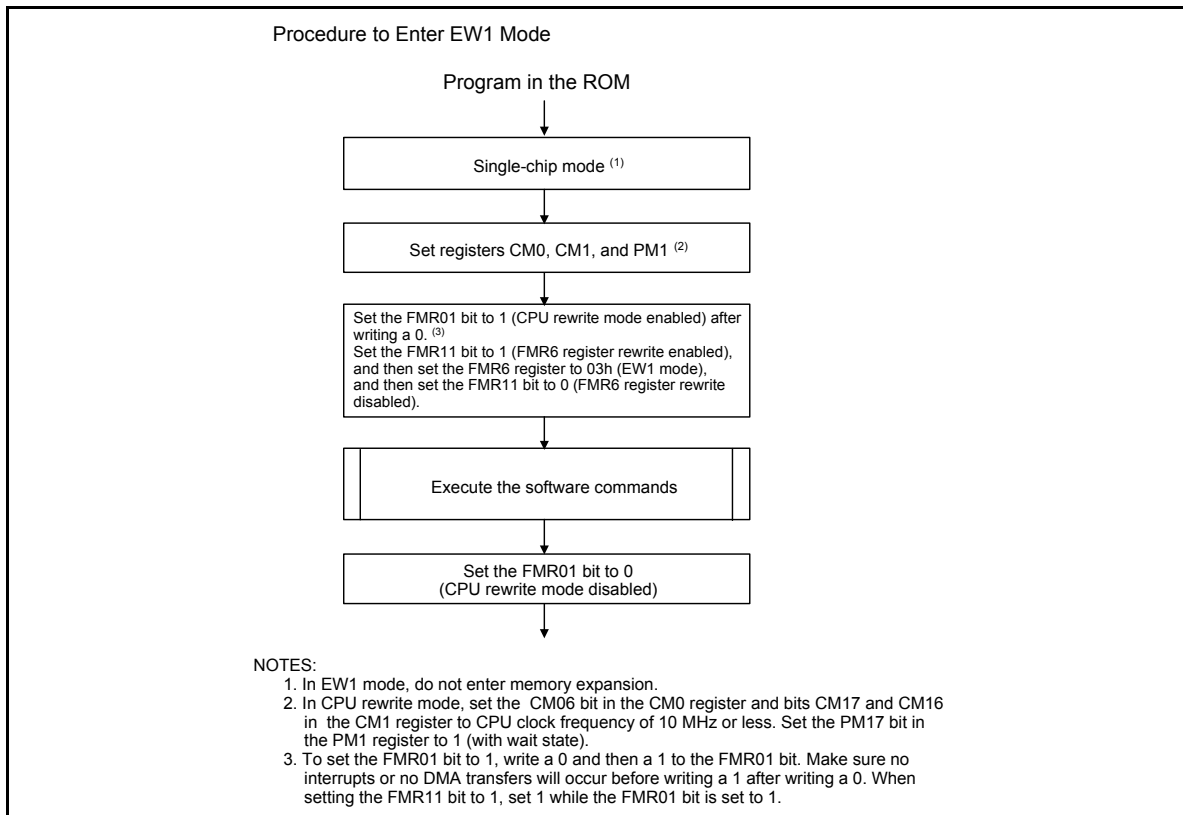 Procedure to Enter EW1 Mode
Program in the ROM
Single-chip mode (1)
Set registers CM0, CM1, and PM1 (2)
Set the FMR01 bit to 1 (CPU rewrite mode enabled) after
writing a 0. (3)
Set the FMR11 bit to 1 (FMR6 register rewrite enabled),
and then set the FMR6 register to 03h (EW1 mode),
and then set the FMR11 bit to 0 (FMR6 register rewrite
disabled).
Execute the software commands
Set the FMR01 bit to 0
(CPU rewrite mode disabled)
NOTES:
1. In EW1 mode, do not enter memory expansion.
2. In CPU rewrite mode, set the CM06 bit in the CM0 register and bits CM17 and CM16
in the CM1 register to CPU clock frequency of 10 MHz or less. Set the PM17 bit in
the PM1 register to 1 (with wait state).
3. To set the FMR01 bit to 1, write a 0 and then a 1 to the FMR01 bit. Make sure no
interrupts or no DMA transfers will occur before writing a 1 after writing a 0. When
setting the FMR11 bit to 1, set 1 while the FMR01 bit is set to 1.